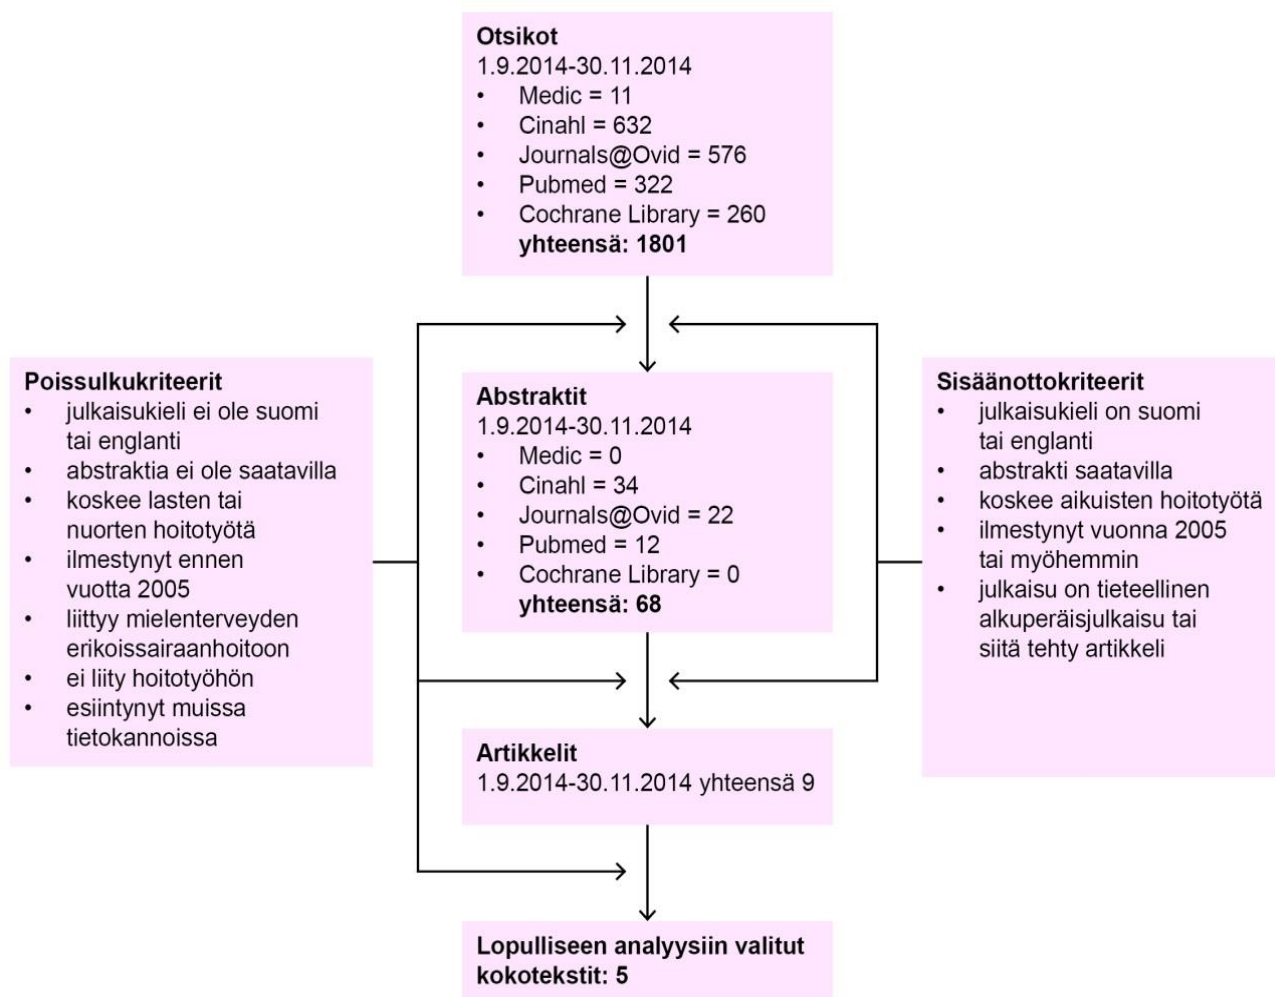 Otsikot
1.9.2014-30.11.2014
• Medic = 11
• Cinahl = 632
• Journals@Ovid = 576
• Pubmed = 322
• Cochrane Library = 260
yhteensä: 1801
Poissulkukriteerit
• julkaisukieli ei ole suomi
tai englanti
• abstraktia ei ole saatavilla
• koskee lasten tai
nuorten hoitotyötä
• ilmestynyt ennen
vuotta 2005
• liittyy mielenterveyden
erikoissairaanhoitoon
• ei liity hoitotyöhön
• esiintynyt muissa
tietokannoissa
Abstraktit
1.9.2014-30.11.2014
• Medic = 0
• Cinahl = 34
• Journals@Ovid = 22
• Pubmed = 12
• Cochrane Library = 0
yhteensä: 68
Sisäänottokriteerit
• julkaisukieli on suomi
tai englanti
• abstrakti saatavilla
• koskee aikuisten hoitotyötä
• ilmestynyt vuonna 2005
tai myöhemmin
• julkaisu on tieteellinen
alkuperäisjulkaisu tai
siitä tehty artikkeli
Artikkelit
1.9.2014-30.11.2014 yhteensä 9
Lopulliseen analyysiin valitut
kokotekstit: 5